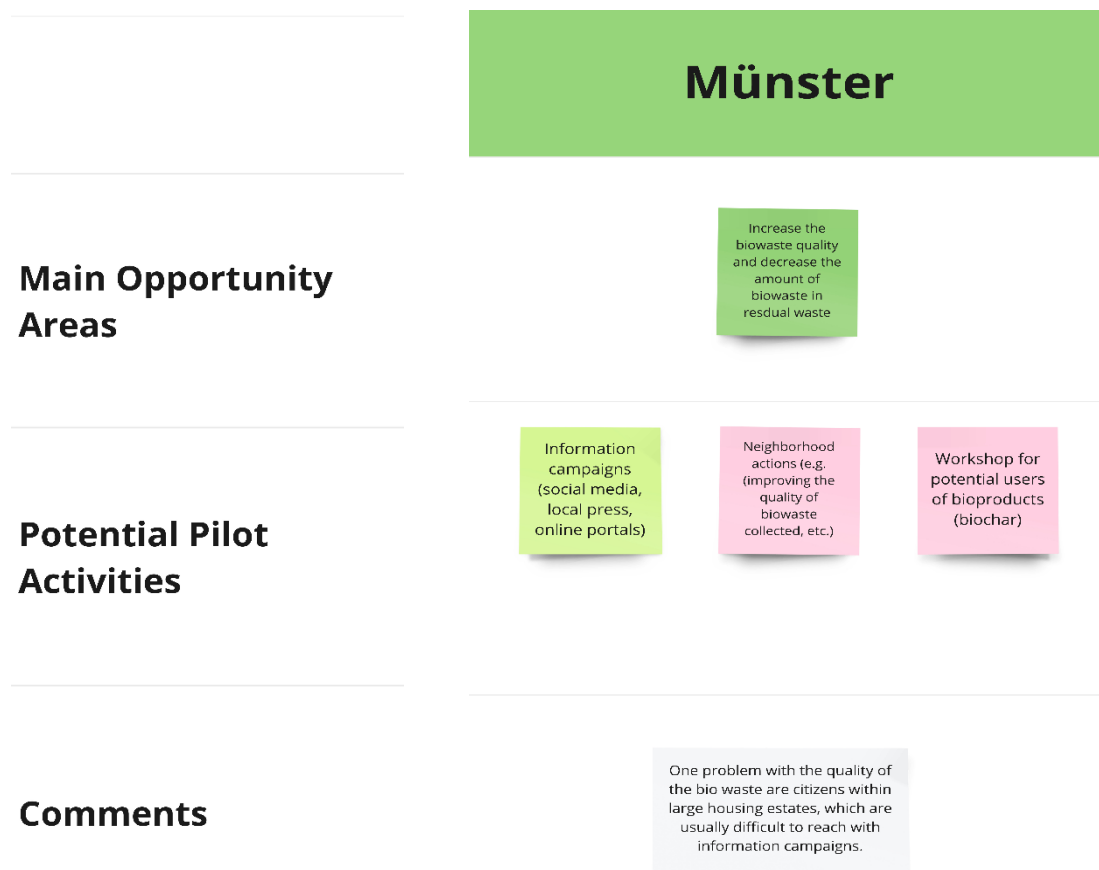 Münster
Main Opportunity
Areas
Increase the
biowaste quality
and decrease the
amount of
biowaste in
resdual waste
Potential Pilot
Activities
Information
campaigns
(social media,
local press,
online portals)
Neighborhood
actions (e.g.
(improving the
quality of
biowaste
collected, etc.)
Workshop for
potential users
of bioproducts
(biochar)
Comments
One problem with the quality of
the bio waste are citizens within
large housing estates, which are
usually difficult to reach with
information campaigns.